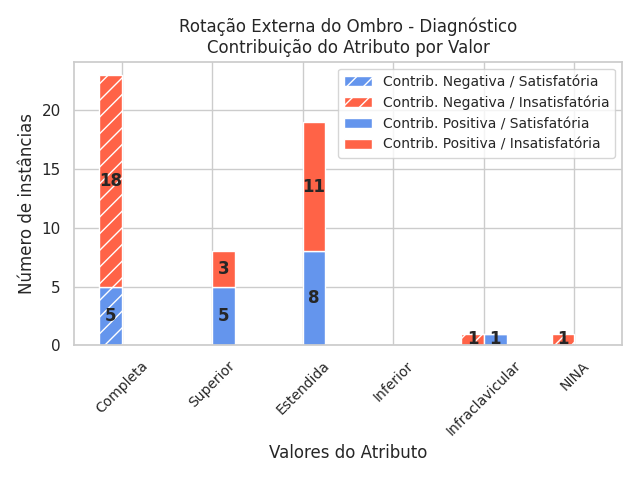 Rotação Externa do Ombro - Diagnóstico
Contribuição do Atributo por Valor
Contrib. Negativa / Satisfatória
Contrib. Negativa / Insatisfatória
Contrib. Positiva / Satisfatória
Contrib. Positiva / Insatisfatória
Número de instâncias
20
15
10
5
0
18
5
3
5
11
8
1
1
1
Completa
Superior
Estendida
Inferior
Infraclavicular
NINA
Valores do Atributo